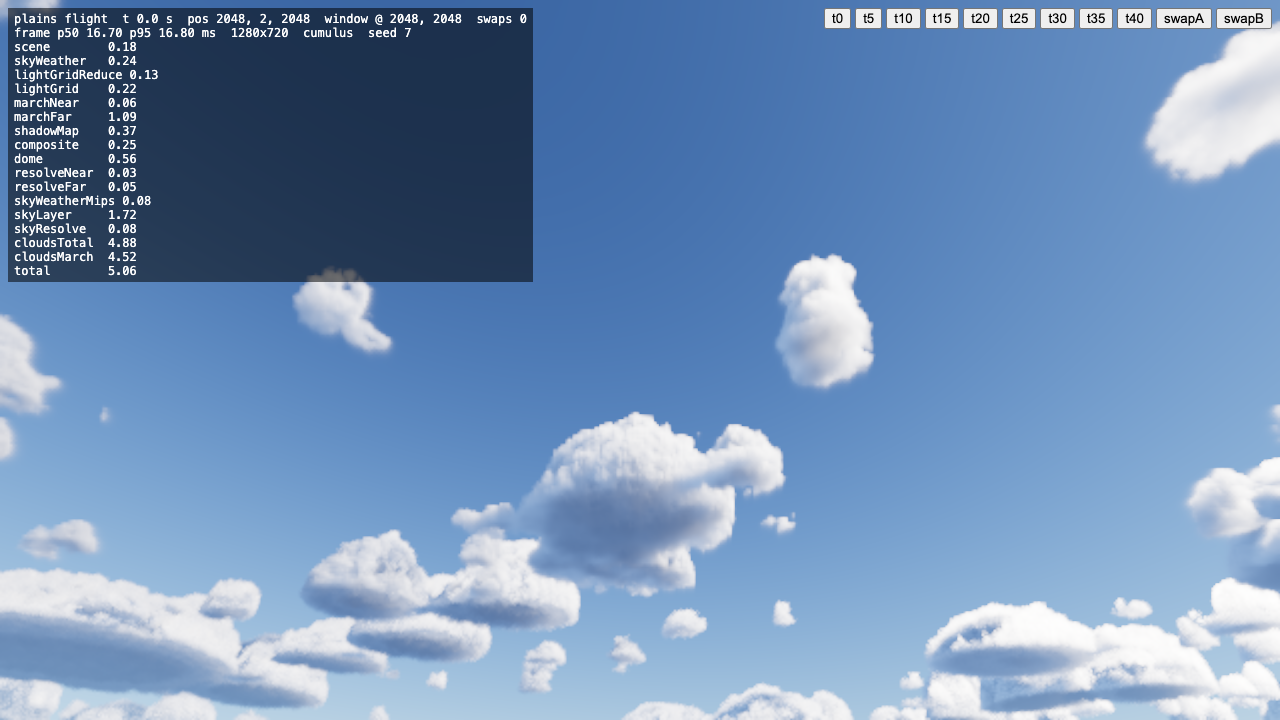 plains flight  t 0.0 s  pos 2048, 2, 2048  window @ 2048, 2048  swaps 0
frame p50 16.70 p95 16.80 ms  1280x720  cumulus  seed 7
scene 0.18
skyWeather 0.24
lightGridReduce 0.13
lightGrid 0.22
marchNear 0.06
marchFar 1.09
shadowMap 0.37
composite 0.25
dome 0.56
resolveNear 0.03
resolveFar 0.05
skyWeatherMips 0.08
skyLayer 1.72
skyResolve 0.08
cloudsTotal 4.88
cloudsMarch 4.52
total 5.06
t0 t5 t10 t15 t20 t25 t30 t35 t40 swapA swapB